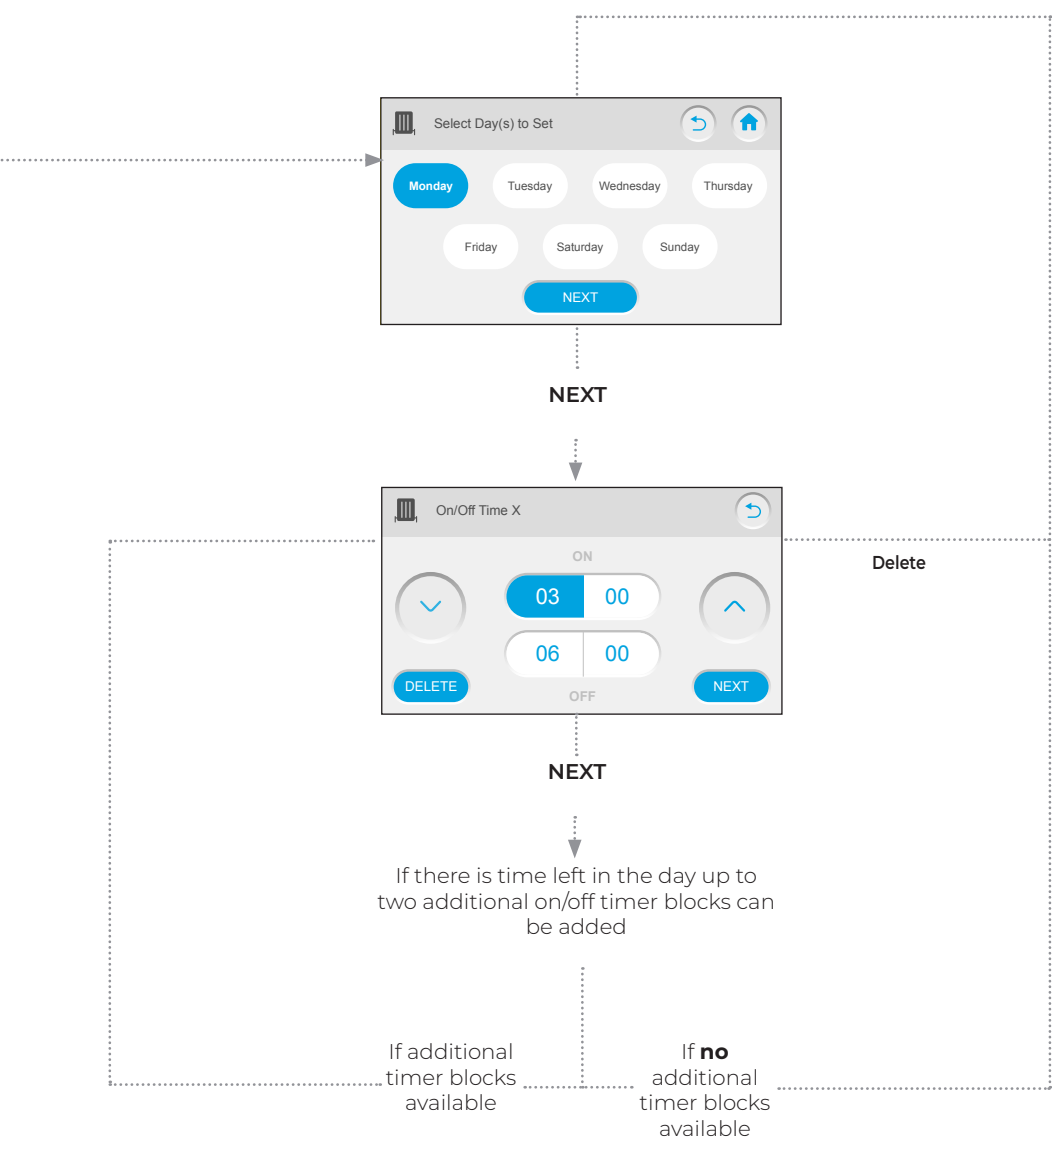 Select Day(s) to Set
Monday
Tuesday
Wednesday
Thursday
Friday
Saturday
Sunday
NEXT
NEXT
On/Off Time X
ON
03 00
06 00
DELETE
OFF
NEXT
Delete
NEXT
If there is time left in the day up to
two additional on/off timer blocks can
be added
If additional
timer blocks
available
If no
additional
timer blocks
available